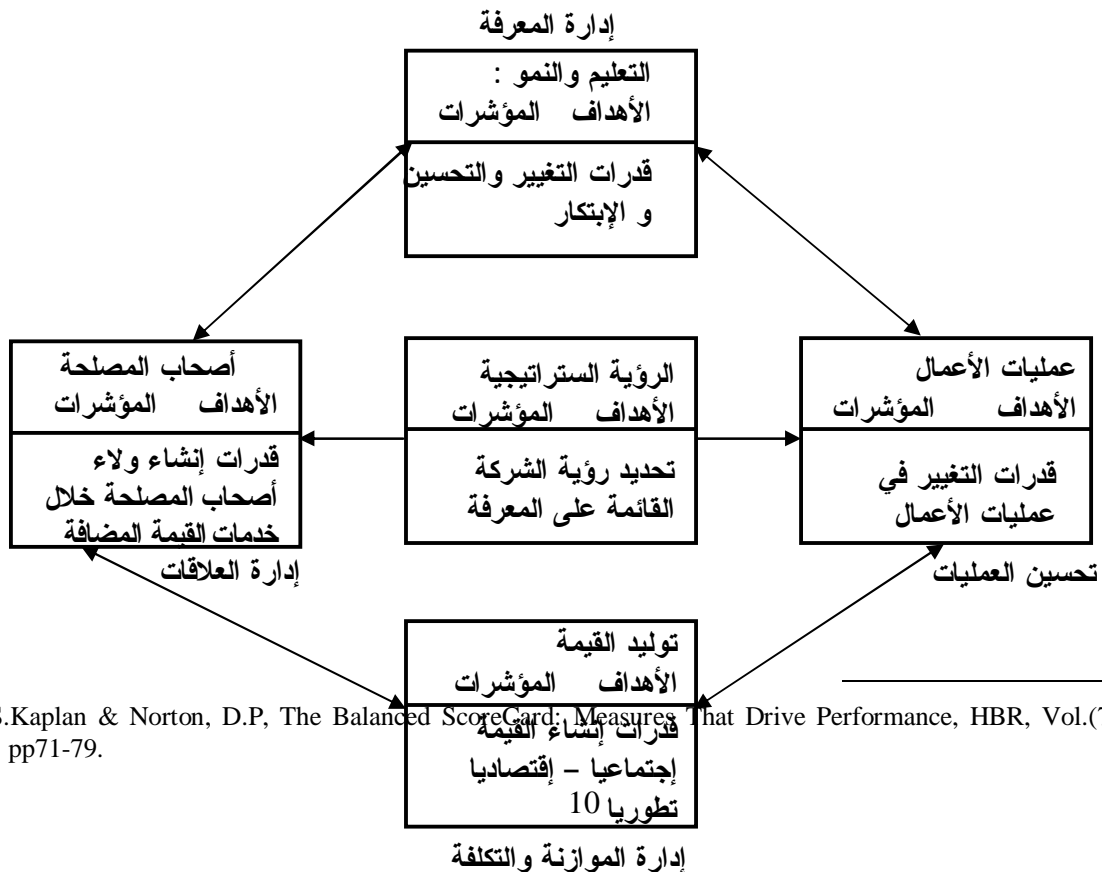 إدارة المعرفة
التعليم والنمو :
الأهداف المؤشرات
قدرات التغيير والتحسين
و الإبتكار
عمليات الأعمال
الأهداف المؤشرات
قدرات التغيير في
عمليات الأعمال
تحسين العمليات
الرؤية الستراتيجية
الأهداف المؤشرات
تحديد رؤية الشركة
القائمة على المعرفة
أصحاب المصلحة
الأهداف المؤشرات
قدرات إنشاء ولاء
أصحاب المصلحة خلال
خدمات القيمة المضافة
إدارة العلاقات
توليد القيمة
الأهداف المؤشرات
قدرات إنشاء القيمة
إجتماعيا – إقتصاديا
تطوريا
إدارة الموازنة والتكلفة
.Kaplan & Norton, D.P, The Balanced ScoreCard: Measures That Drive Performance, HBR, Vol.(
pp71-79.
10